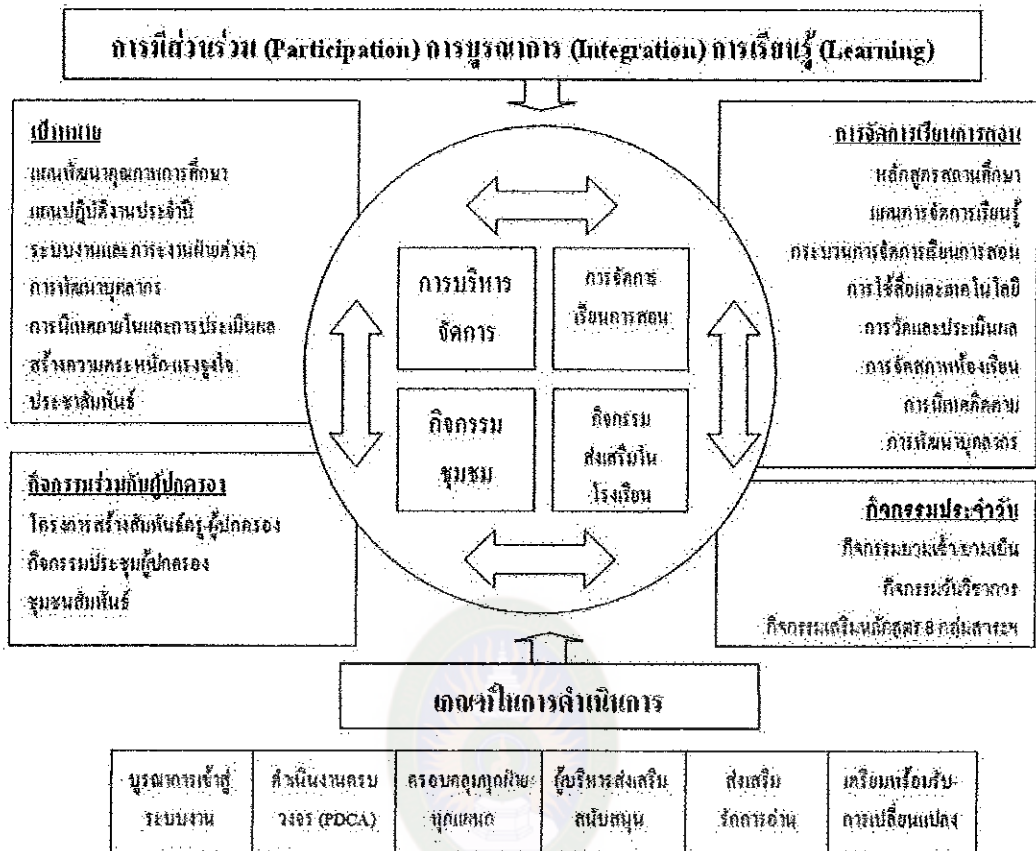 การมีส่วนร่วม (Participation) การบูรณาการ (Integration) การเรียนรู้ (Learning)
เป้าหมาย
แผนพัฒนาคุณภาพการศึกษา
แผนปฏิบัติงานประจำปี
ระบบงานและภาระงานฝ่ายต่างๆ
การพัฒนาบุคลากร
การนิเทศภายในและการประเมินผล
สร้างความตระหนัก แรงจูงใจ
ประชาสัมพันธ์
การจัดการเรียนการสอน
หลักสูตรสถานศึกษา
แผนการจัดการเรียนรู้
กระบวนการจัดการเรียนการสอน
การใช้สื่อและเทคโนโลยี
การวัดและประเมินผล
การจัดสภาพห้องเรียน
การนิเทศติดตาม
การพัฒนาบุคลากร
การบริหาร
จัดการ
การจัดการ
เรียนการสอน
กิจกรรม
ชุมชม
กิจกรรม
ส่งเสริมใน
โรงเรียน
กิจกรรมร่วมกับผู้ปกครอง
โครงการสร้างสัมพันธ์ครู-ผู้ปกครอง
กิจกรรมประชุมผู้ปกครอง
ชุมชนสัมพันธ์
กิจกรรมประจำวัน
กิจกรรมยามเช้า ยามเย็น
กิจกรรมวันวิชาการ
กิจกรรมเสริมหลักสูตร 8 กลุ่มสาระฯ
เกณฑ์ในการดำเนินการ
บูรณาการเข้าสู่
ระบบงาน
ดำเนินงานครบ
วงจร (PDCA)
ครอบคลุมทุกฝ่าย
ทุกแผนก
ผู้บริหารส่งเสริม
สนับสนุน
ส่งเสริม
รักการอ่าน
เตรียมพร้อมรับ
การเปลี่ยนแปลง